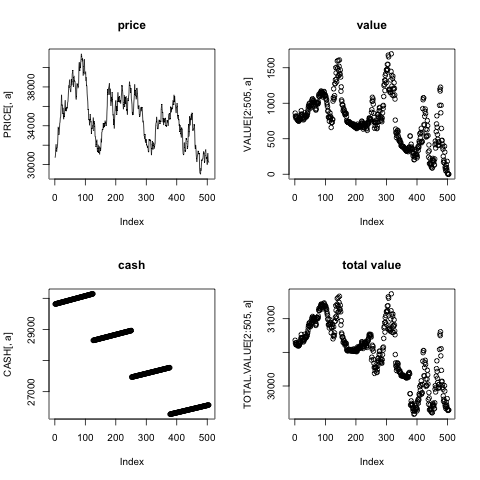 price
PRICE[, a]
30000 34000 38000
0 100 200 300 400 500
Index
value
VALUE[2:505, a]
0 500 1000 1500
0 100 200 300 400 500
Index
cash
CASH[, a]
27000 29000
0 100 200 300 400 500
Index
total value
TOTAL.VALUE[2:505, a]
30000 31000
0 100 200 300 400 500
Index